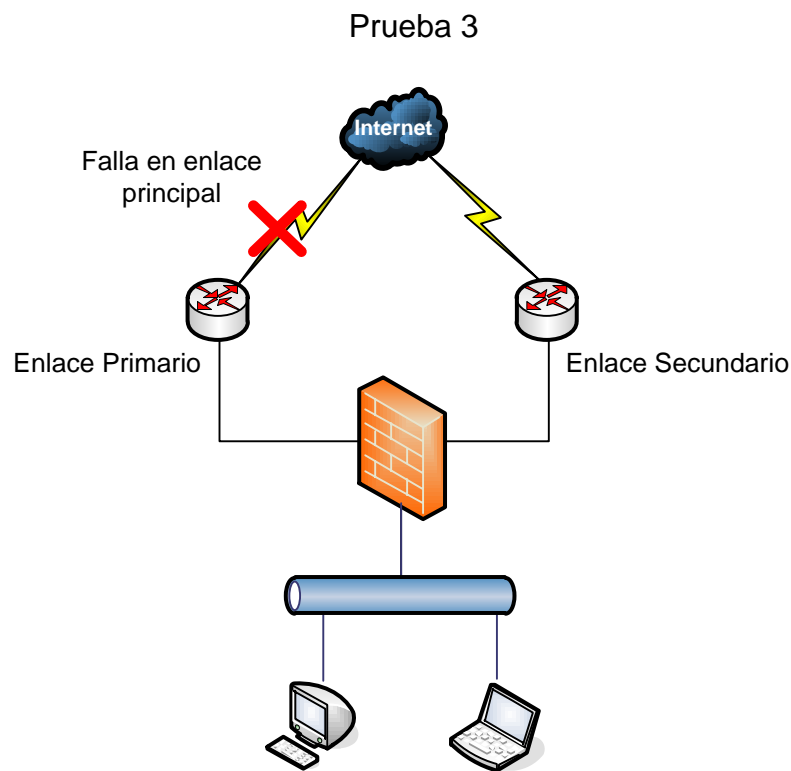 Prueba 3
Internet
Falla en enlace
principal
Enlace Primario
Enlace Secundario